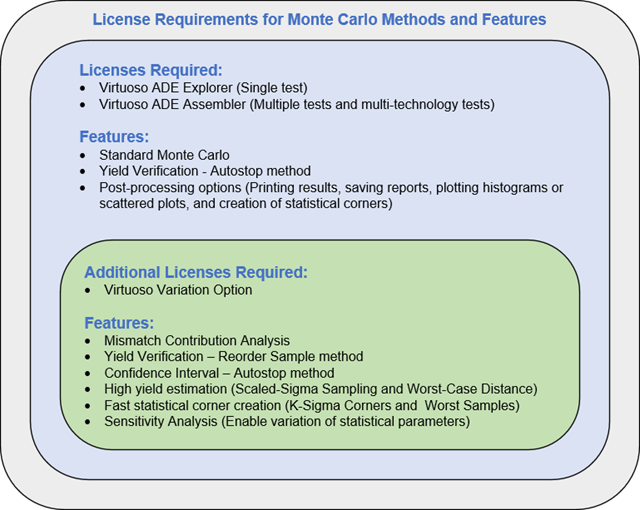 License Requirements for Monte Carlo Methods and Features
Licenses Required:
• Virtuoso ADE Explorer (Single test)
• Virtuoso ADE Assembler (Multiple tests and multi-technology tests)
Features:
• Standard Monte Carlo
• Yield Verification - Autostop method
• Post-processing options (Printing results, saving reports, plotting histograms or
scattered plots, and creation of statistical corners)
Additional Licenses Required:
• Virtuoso Variation Option
Features:
• Mismatch Contribution Analysis
• Yield Verification – Reorder Sample method
• Confidence Interval – Autostop method
• High yield estimation (Scaled-Sigma Sampling and Worst-Case Distance)
• Fast statistical corner creation (K-Sigma Corners and Worst Samples)
• Sensitivity Analysis (Enable variation of statistical parameters)